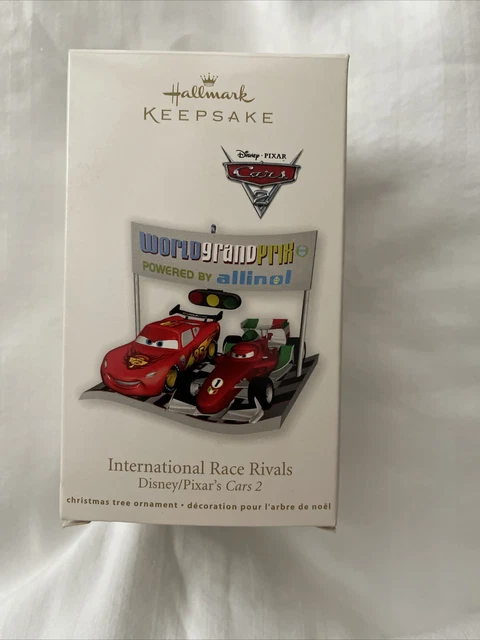 Hallmark
KEEPSAKE
Disney · PIXAR
Cars
2
WORLDGRANDPRIX
POWERED BY allinol
95
1
International Race Rivals
Disney/Pixar's Cars 2
christmas tree ornament • décoration pour l'arbre de noël